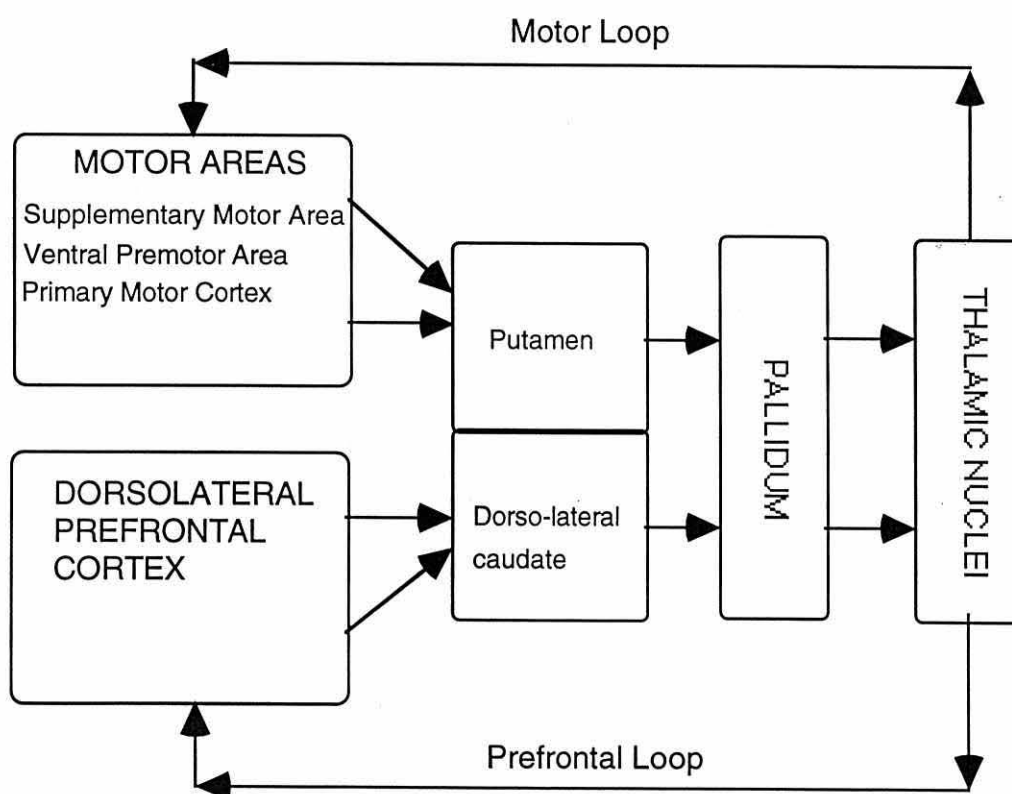 Motor Loop
MOTOR AREAS
Supplementary Motor Area
Ventral Premotor Area
Primary Motor Cortex
Putamen
PALLIDUM
THALAMIC NUCLEI
DORSOLATERAL
PREFRONTAL
CORTEX
Dorso-lateral
caudate
Prefrontal Loop